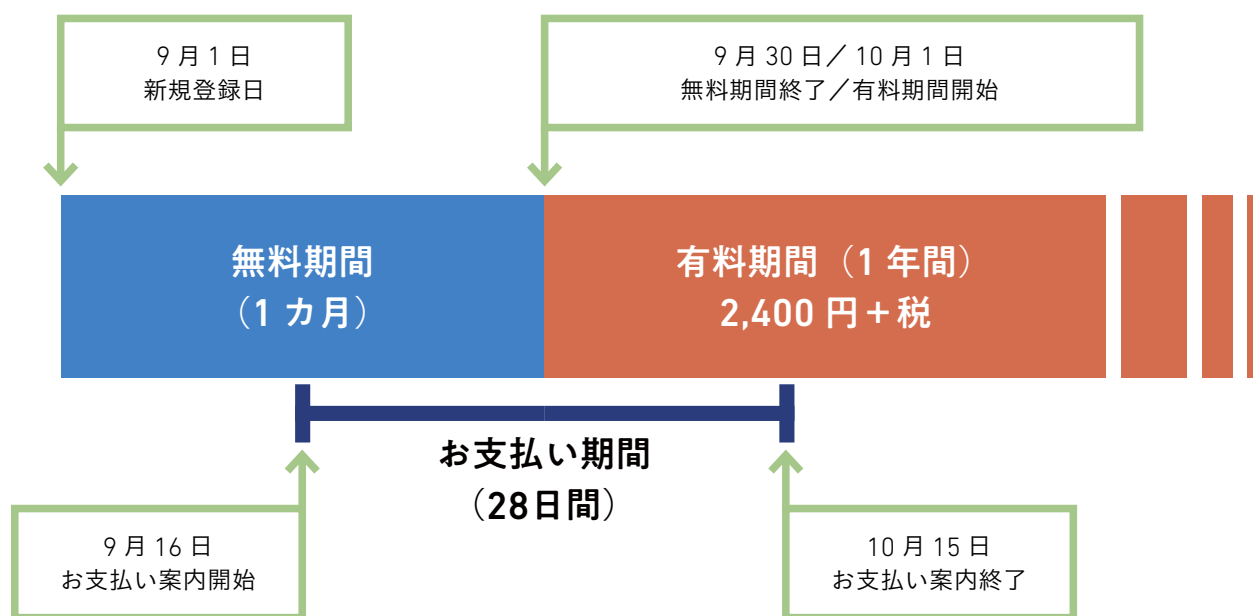 9月1日
新規登録日
9月30日／10月1日
無料期間終了／有料期間開始
無料期間
（1カ月）
有料期間（1年間）
2,400円＋税
お支払い期間
（28日間）
9月16日
お支払い案内開始
10月15日
お支払い案内終了